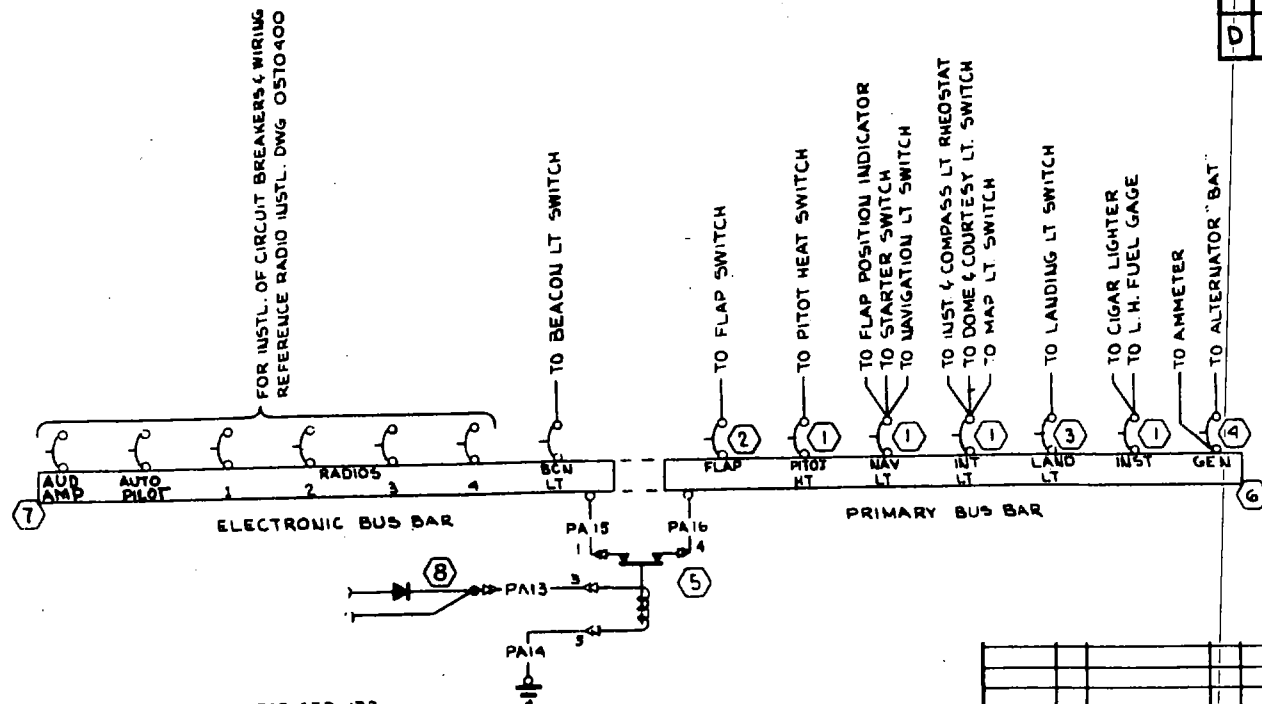 D
FOR INSTL. OF CIRCUIT BREAKERS & WIRING
REFERENCE RADIO INSTL. DWG 0570400
TO BEACON LT SWITCH
TO FLAP SWITCH
TO PITOT HEAT SWITCH
TO FLAP POSITION INDICATOR
TO STARTER SWITCH
TO NAVIGATION LT SWITCH
TO INST & COMPASS LT RHEOSTAT
TO DOME & COURTESY LT. SWITCH
TO MAP LT. SWITCH
TO LANDING LT SWITCH
TO CIGAR LIGHTER
TO L.H. FUEL GAGE
TO AMMETER
TO ALTERNATOR "BAT"
2
1
1
1
3
1
14
AUD AMP
AUTO PILOT
RADIOS
1
2
3
4
BCN LT
FLAP
PITOT HT
NAV LT
INT LT
LAND LT
INST
GEN
7
6
ELECTRONIC BUS BAR
PRIMARY BUS BAR
PA15
PA16
1
4
5
8
PA13
3
5
PA14